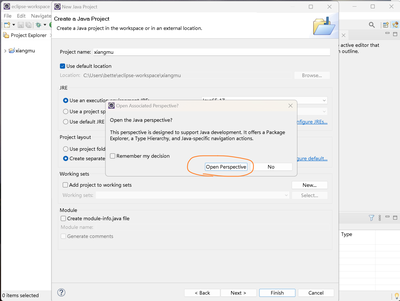 eclipse-workspace
New Java Project
Create a Java Project
Create a Java project in the workspace or in an external location.
Project Explorer
xiangmu
Project name: xiangmu
Use default location
Location: C:\Users\bette\eclipse-workspace\xiangmu
Browse...
JRE
Use an execution environment JRE:
Use a project
Use default JRE
Configure JREs...
Open Associated Perspective?
Open the Java perspective?
This perspective is designed to support Java development. It offers a Package
Explorer, a Type Hierarchy, and Java-specific navigation actions.
Remember my decision
Open Perspective
No
Project layout
Use project fold
Create separate
Configure default...
Working sets
Add project to working sets
New...
Working sets:
Select...
Module
Create module-info.java file
Module name:
Generate comments
active editor that
outline.
Type
0 items selected
< Back
Next >
Finish
Cancel